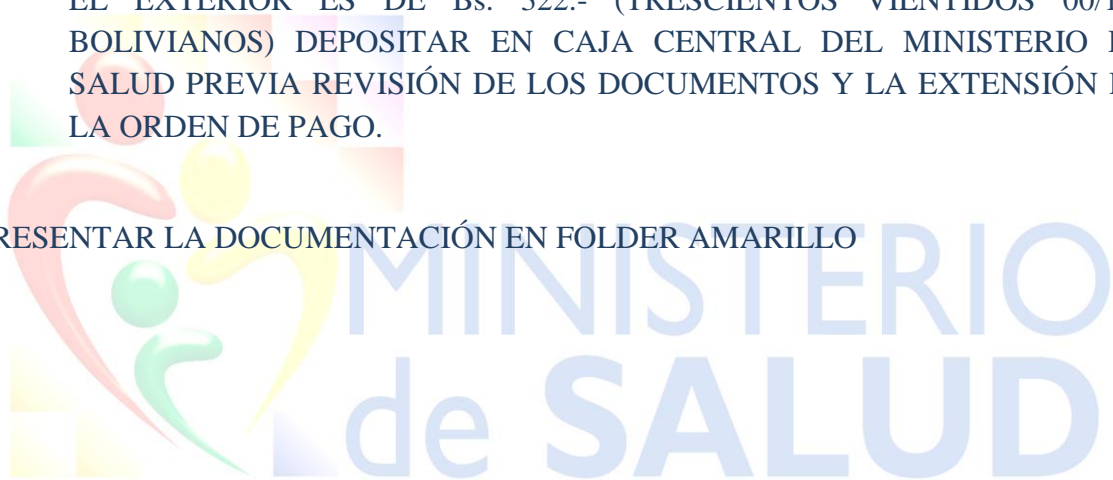 EL EXTERIOR ES DE Bs. 322.- (TRESCIENTOS VIENTIDOS 00/
BOLIVIANOS) DEPOSITAR EN CAJA CENTRAL DEL MINISTERIO
SALUD PREVIA REVISIÓN DE LOS DOCUMENTOS Y LA EXTENSIÓN
LA ORDEN DE PAGO.
RESENTAR LA DOCUMENTACIÓN EN FOLDER AMARILLO
MINISTERIO
de SALUD